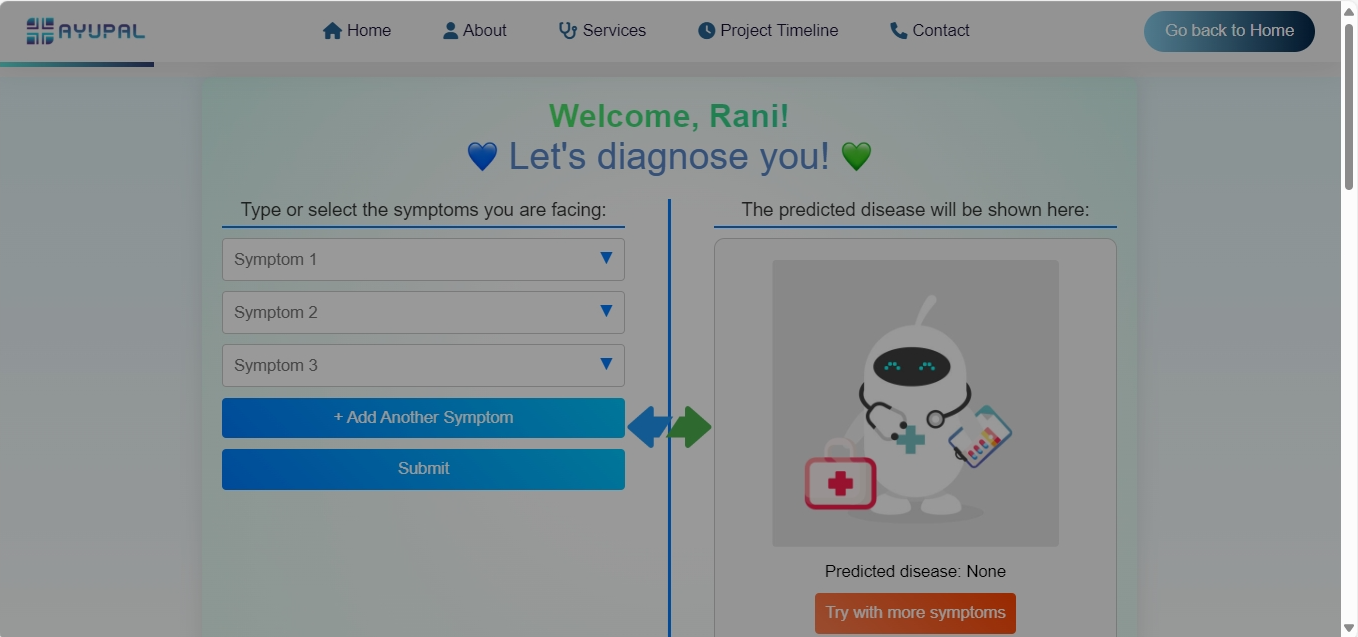 AYUPAL
Home
About
Services
Project Timeline
Contact
Go back to Home
Welcome, Rani!
💙 Let's diagnose you! 💚
Type or select the symptoms you are facing:
Symptom 1
Symptom 2
Symptom 3
+ Add Another Symptom
Submit
The predicted disease will be shown here:
Predicted disease: None
Try with more symptoms